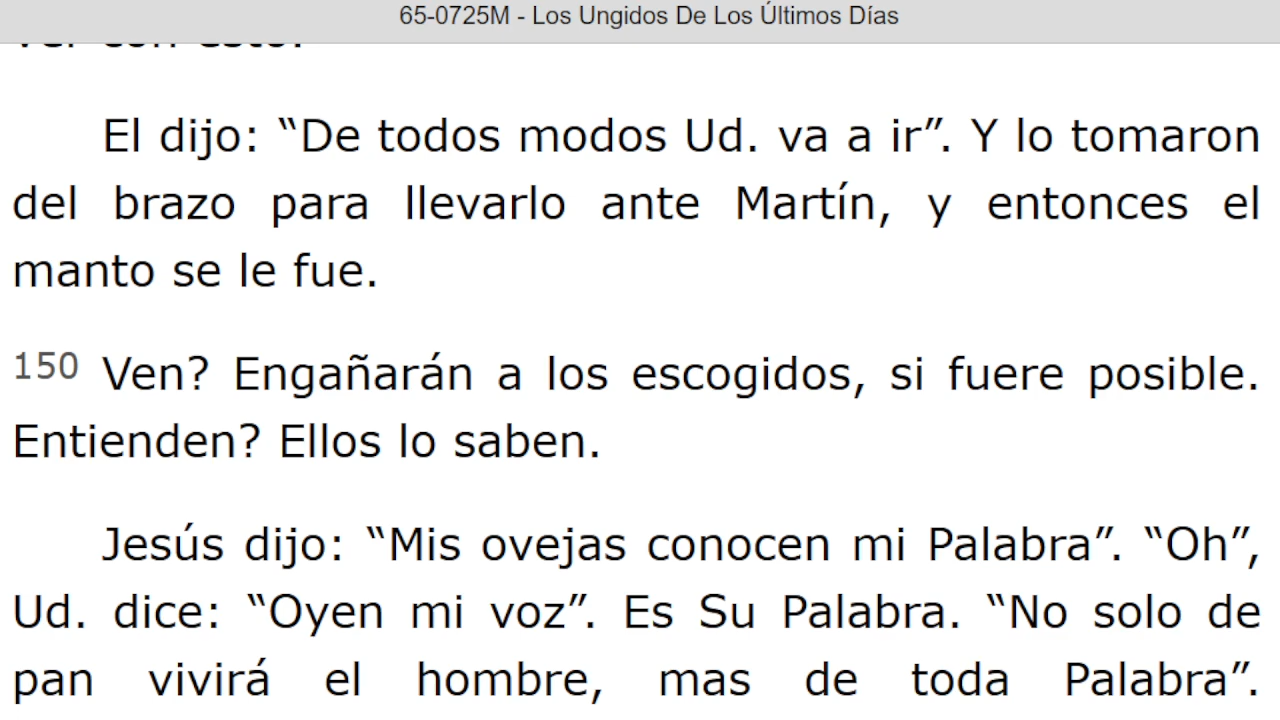 65-0725M - Los Ungidos De Los Últimos Días
ver con esto.
El dijo: “De todos modos Ud. va a ir”. Y lo tomaron
del brazo para llevarlo ante Martín, y entonces el
manto se le fue.
150 Ven? Engañarán a los escogidos, si fuere posible.
Entienden? Ellos lo saben.
Jesús dijo: “Mis ovejas conocen mi Palabra”. “Oh”,
Ud. dice: “Oyen mi voz”. Es Su Palabra. “No solo de
pan vivirá el hombre, mas de toda Palabra”.